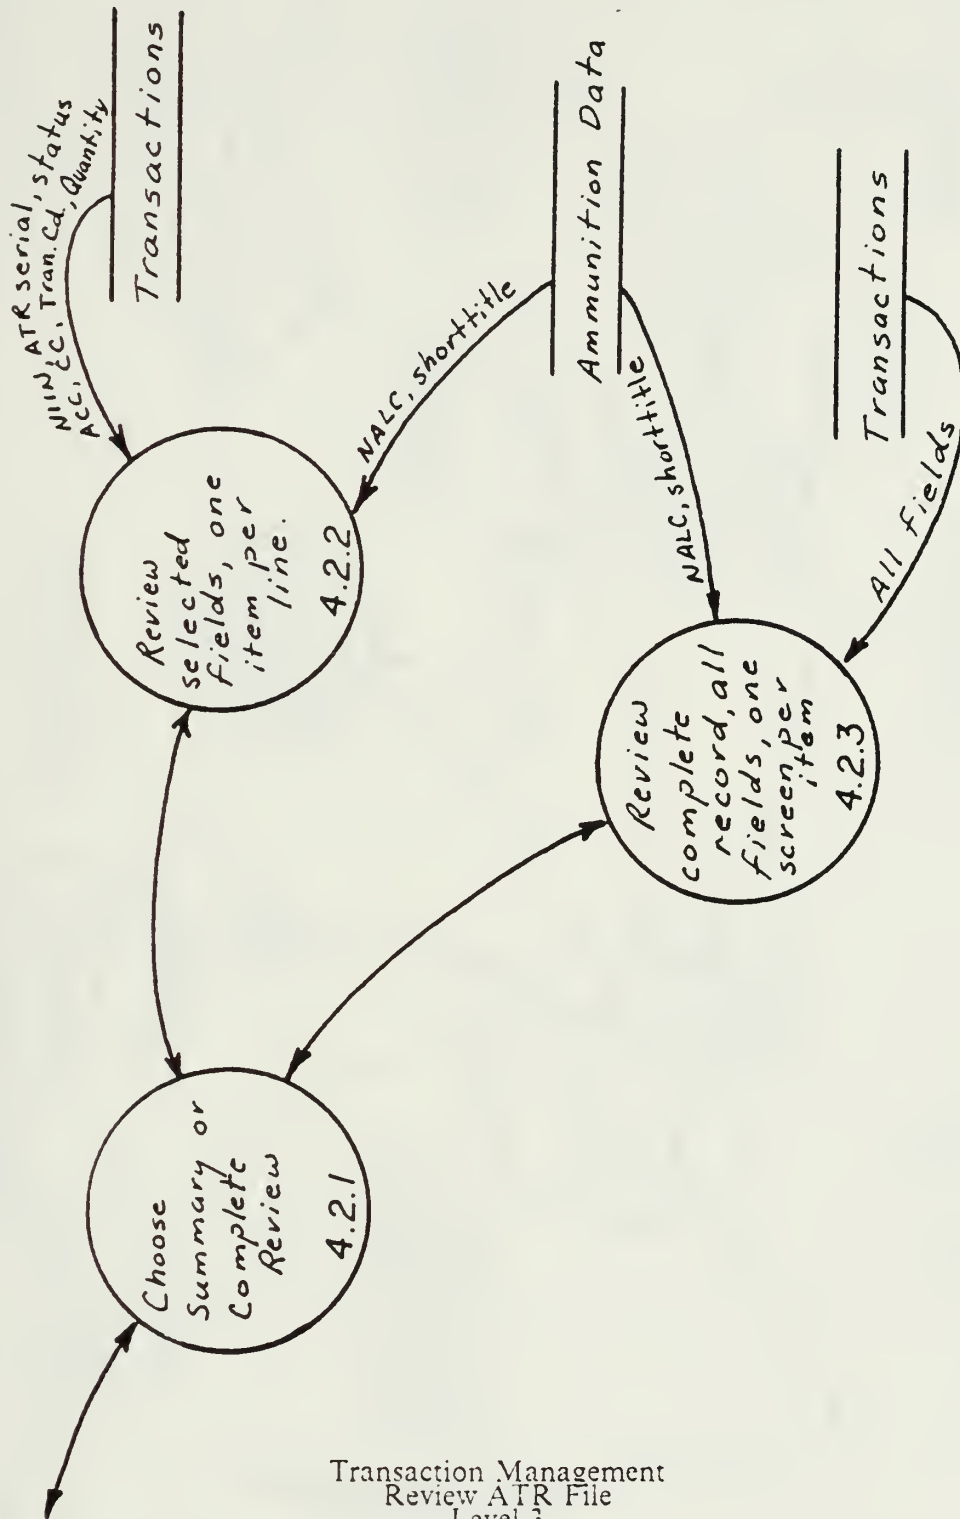 NIIN, ATR serial, status
ACC, CC, Tran. Cd., Quantity
Transactions
Review
selected
fields, one
item per
line.
4.2.2
NALC, shorttitle
Ammunition Data
NALC, shorttitle
Transactions
All Fields
Review
complete
record, all
fields, one
screen per
item
4.2.3
Choose
Summary or
Complete
Review
4.2.1
Transaction Management
Review ATR File